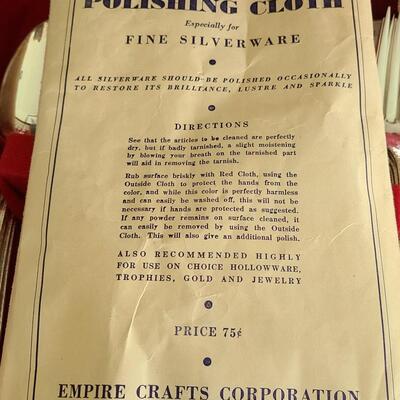 POLISHING CLOTH
Especially for
FINE SILVERWARE
ALL SILVERWARE SHOULD BE POLISHED OCCASIONALLY
TO RESTORE ITS BRILLIANCE, LUSTRE AND SPARKLE
DIRECTIONS
See that the articles to be cleaned are perfectly
dry, but if badly tarnished, a slight moistening
by blowing your breath on the tarnished part
will aid in removing the tarnish.
Rub surface briskly with Red Cloth, using the
Outside Cloth to protect the hands from the
color, and while this color is perfectly harmless
and can easily be washed off, this will not be
necessary if hands are protected as suggested.
If any powder remains on surface cleaned, it
can easily be removed by using the Outside
Cloth. This will also give an additional polish.
ALSO RECOMMENDED HIGHLY
FOR USE ON CHOICE HOLLOWWARE,
TROPHIES, GOLD AND JEWELRY
PRICE 75¢
EMPIRE CRAFTS CORPORATION